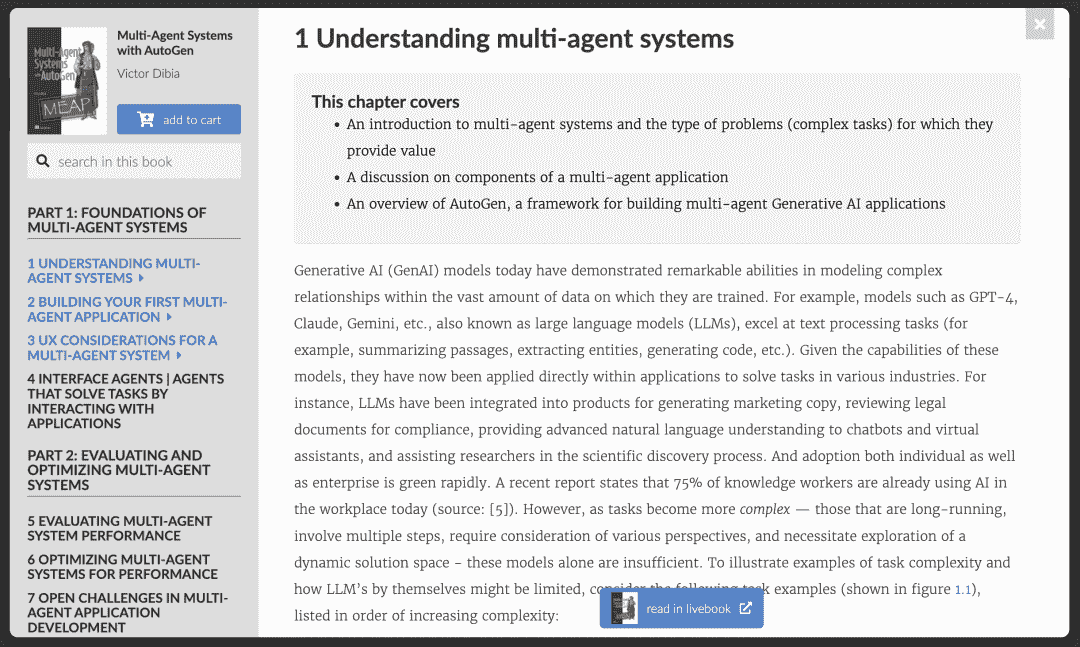 Multi-Agent
Systems
with AutoGen
MEAP
Multi-Agent Systems
with AutoGen
Victor Dibia
add to cart
search in this book
PART 1: FOUNDATIONS OF
MULTI-AGENT SYSTEMS
1 UNDERSTANDING MULTI-
AGENT SYSTEMS
2 BUILDING YOUR FIRST MULTI-
AGENT APPLICATION
3 UX CONSIDERATIONS FOR A
MULTI-AGENT SYSTEM
4 INTERFACE AGENTS | AGENTS
THAT SOLVE TASKS BY
INTERACTING WITH
APPLICATIONS
PART 2: EVALUATING AND
OPTIMIZING MULTI-AGENT
SYSTEMS
5 EVALUATING MULTI-AGENT
SYSTEM PERFORMANCE
6 OPTIMIZING MULTI-AGENT
SYSTEMS FOR PERFORMANCE
7 OPEN CHALLENGES IN MULTI-
AGENT APPLICATION
DEVELOPMENT
1 Understanding multi-agent systems
This chapter covers
• An introduction to multi-agent systems and the type of problems (complex tasks) for which they
provide value
• A discussion on components of a multi-agent application
• An overview of AutoGen, a framework for building multi-agent Generative AI applications
Generative AI (GenAI) models today have demonstrated remarkable abilities in modeling complex
relationships within the vast amount of data on which they are trained. For example, models such as GPT-4,
Claude, Gemini, etc., also known as large language models (LLMs), excel at text processing tasks (for
example, summarizing passages, extracting entities, generating code, etc.). Given the capabilities of these
models, they have now been applied directly within applications to solve tasks in various industries. For
instance, LLMs have been integrated into products for generating marketing copy, reviewing legal
documents for compliance, providing advanced natural language understanding to chatbots and virtual
assistants, and assisting researchers in the scientific discovery process. And adoption both individual as well
as enterprise is green rapidly. A recent report states that 75% of knowledge workers are already using AI in
the workplace today (source: [5]). However, as tasks become more complex — those that are long-running,
involve multiple steps, require consideration of various perspectives, and necessitate exploration of a
dynamic solution space – these models alone are insufficient. To illustrate examples of task complexity and
how LLM's by themselves might be limited, consider the following task examples (shown in figure 1.1),
listed in order of increasing complexity:
read in livebook